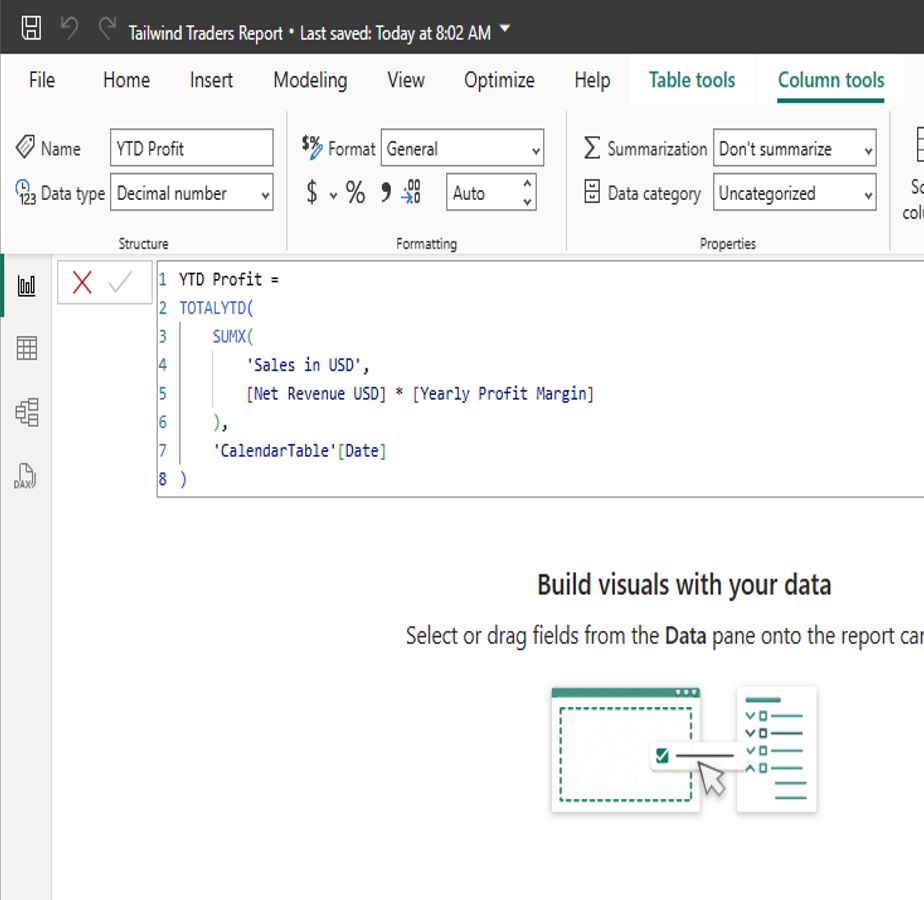 Tailwind Traders Report • Last saved: Today at 8:02 AM
File Home Insert Modeling View Optimize Help Table tools Column tools
Name YTD Profit $% Format General Σ Summarization Don't summarize
123 Data type Decimal number $ % , .00 .0 Auto Data category Uncategorized
Structure Formatting Properties
1 YTD Profit =
2 TOTALYTD(
3 SUMX(
4 'Sales in USD',
5 [Net Revenue USD] * [Yearly Profit Margin]
6 ),
7 'CalendarTable'[Date]
8 )
DAX
Build visuals with your data
Select or drag fields from the Data pane onto the report